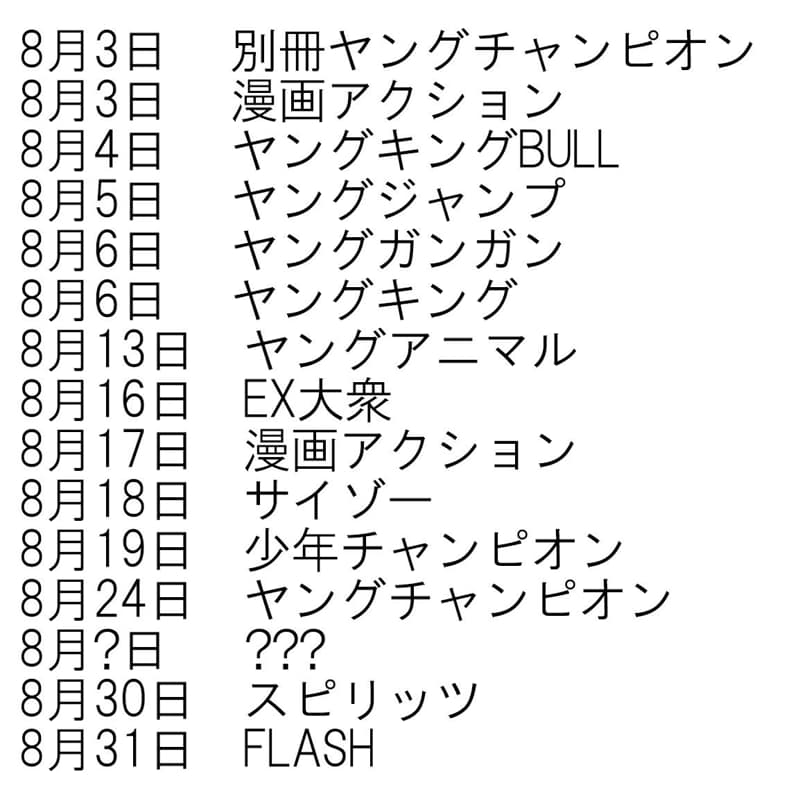 8月3日 別冊ヤングチャンピオン
8月3日 漫画アクション
8月4日 ヤングキングBULL
8月5日 ヤングジャンプ
8月6日 ヤングガンガン
8月6日 ヤングキング
8月13日 ヤングアニマル
8月16日 EX大衆
8月17日 漫画アクション
8月18日 サイゾー
8月19日 少年チャンピオン
8月24日 ヤングチャンピオン
8月?日 ???
8月30日 スピリッツ
8月31日 FLASH